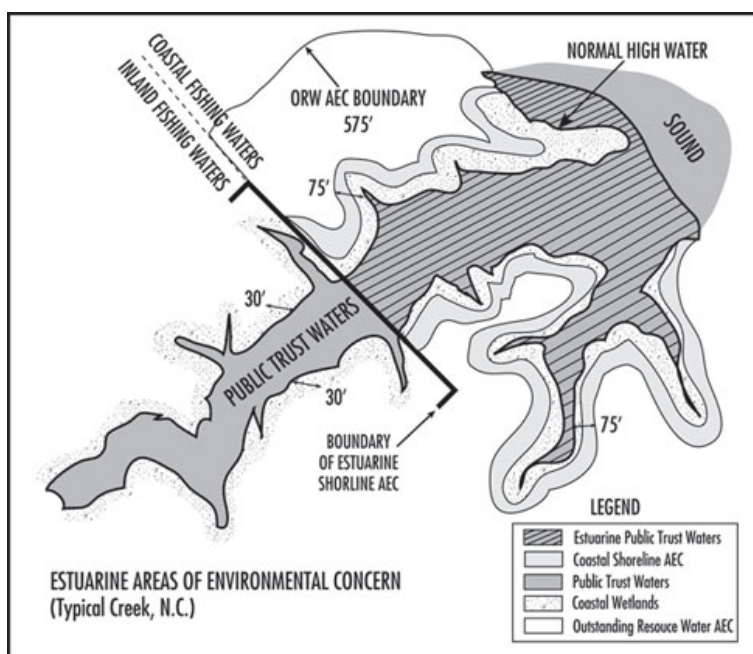 COASTAL FISHING WATERS
INLAND FISHING WATERS
ORW AEC BOUNDARY
575'
NORMAL HIGH WATER
SOUND
75'
30'
PUBLIC TRUST WATERS
30'
BOUNDARY
OF ESTUARINE
SHORLINE AEC
75'
LEGEND
Estuarine Public Trust Waters
Coastal Shoreline AEC
Public Trust Waters
Coastal Wetlands
Outstanding Resouce Water AEC
ESTUARINE AREAS OF ENVIRONMENTAL CONCERN
(Typical Creek, N.C.)